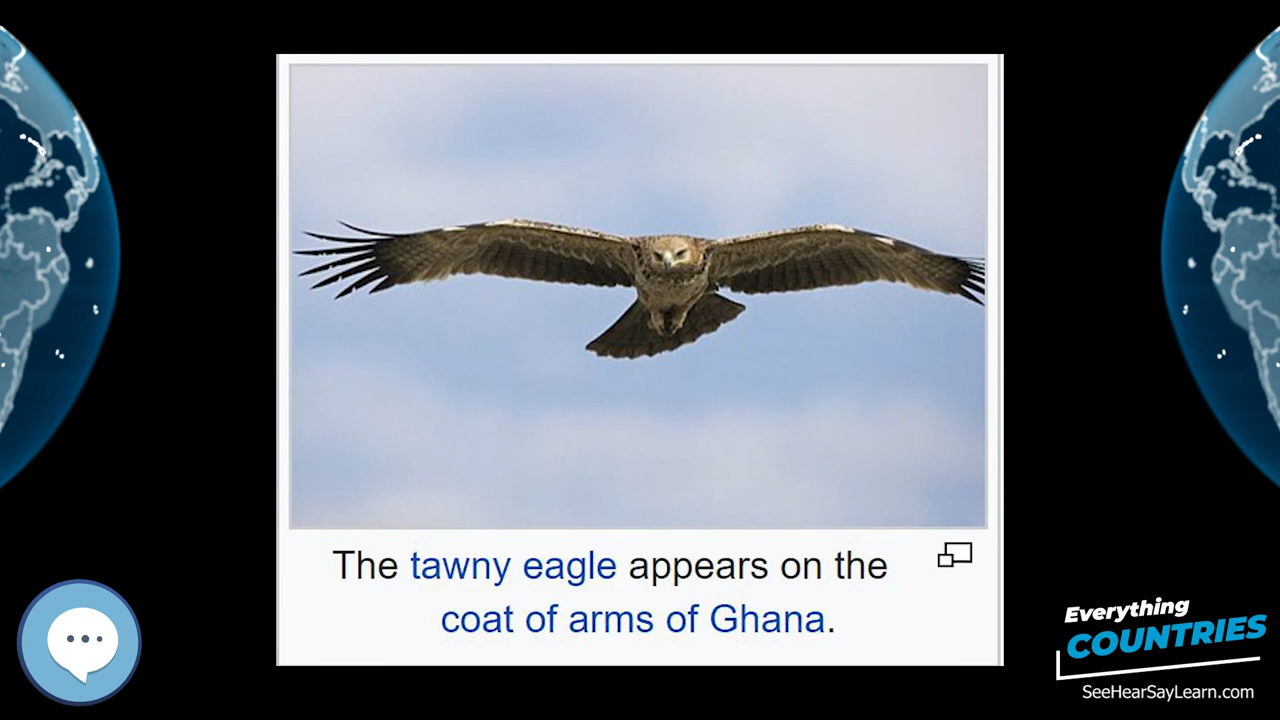 The tawny eagle appears on the
coat of arms of Ghana.
Everything
COUNTRIES
SeeHearSayLearn.com